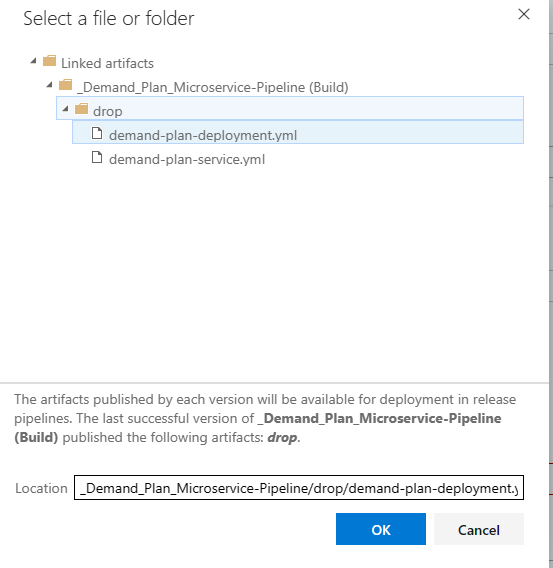 Select a file or folder
Linked artifacts
_Demand_Plan_Microservice-Pipeline (Build)
drop
demand-plan-deployment.yml
demand-plan-service.yml
The artifacts published by each version will be available for deployment in release
pipelines. The last successful version of _Demand_Plan_Microservice-Pipeline
(Build) published the following artifacts: drop.
Location _Demand_Plan_Microservice-Pipeline/drop/demand-plan-deployment.y
OK Cancel